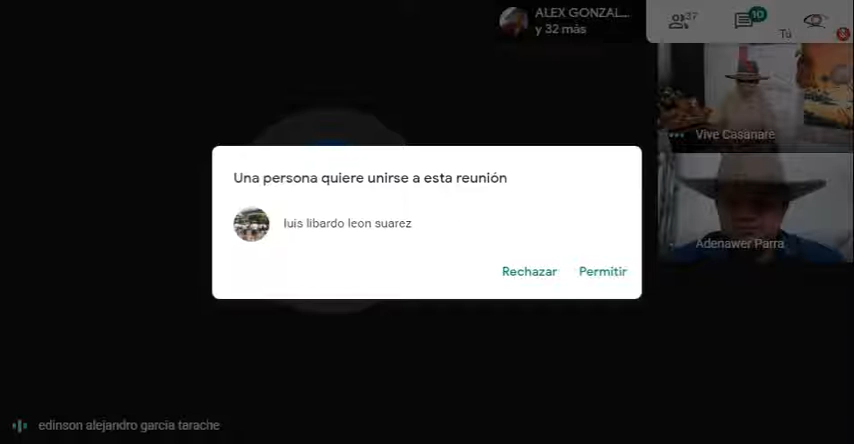 ALEX GONZAL...
y 32 más
37
10
Tú
Vive Casanare
Una persona quiere unirse a esta reunión
luis libardo leon suarez
Adenawer Parra
Rechazar
Permitir
edinson alejandro garcia tarache